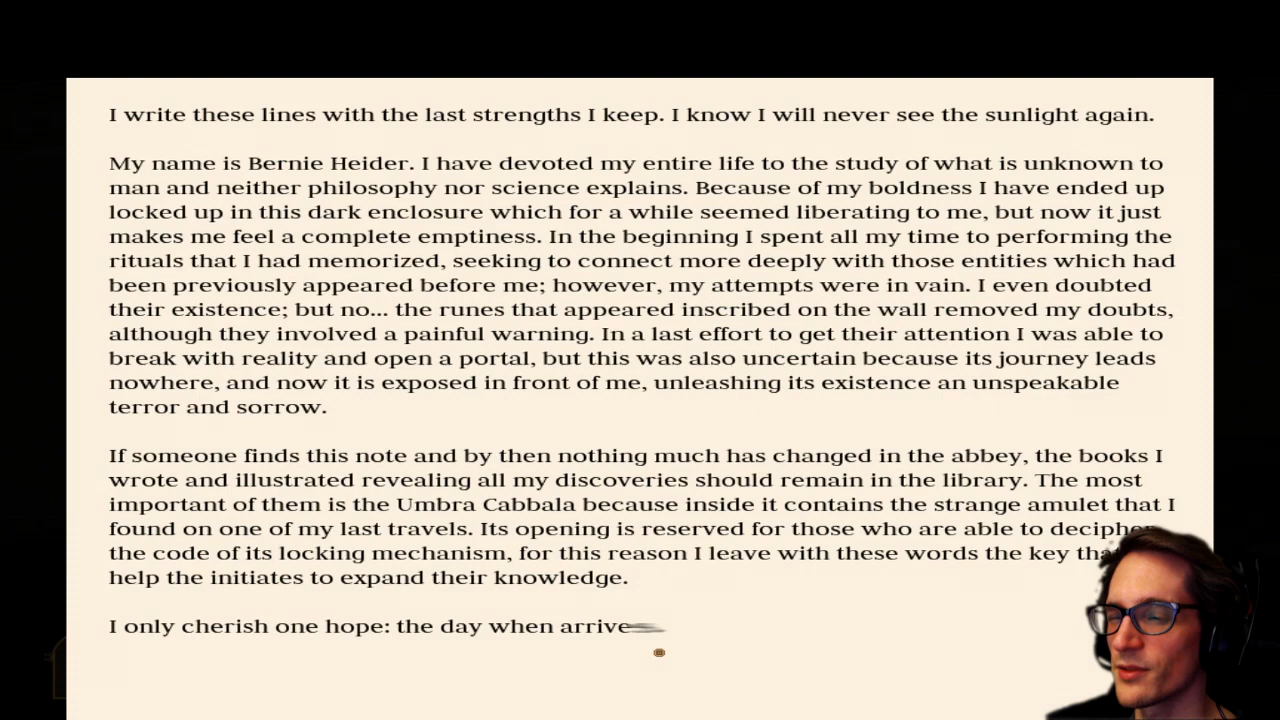 I write these lines with the last strengths I keep. I know I will never see the sunlight again.
My name is Bernie Heider. I have devoted my entire life to the study of what is unknown to
man and neither philosophy nor science explains. Because of my boldness I have ended up
locked up in this dark enclosure which for a while seemed liberating to me, but now it just
makes me feel a complete emptiness. In the beginning I spent all my time to performing the
rituals that I had memorized, seeking to connect more deeply with those entities which had
been previously appeared before me; however, my attempts were in vain. I even doubted
their existence; but no... the runes that appeared inscribed on the wall removed my doubts,
although they involved a painful warning. In a last effort to get their attention I was able to
break with reality and open a portal, but this was also uncertain because its journey leads
nowhere, and now it is exposed in front of me, unleashing its existence an unspeakable
terror and sorrow.
If someone finds this note and by then nothing much has changed in the abbey, the books I
wrote and illustrated revealing all my discoveries should remain in the library. The most
important of them is the Umbra Cabbala because inside it contains the strange amulet that I
found on one of my last travels. Its opening is reserved for those who are able to decipher
the code of its locking mechanism, for this reason I leave with these words the key
help the initiates to expand their knowledge.
I only cherish one hope: the day when arrive